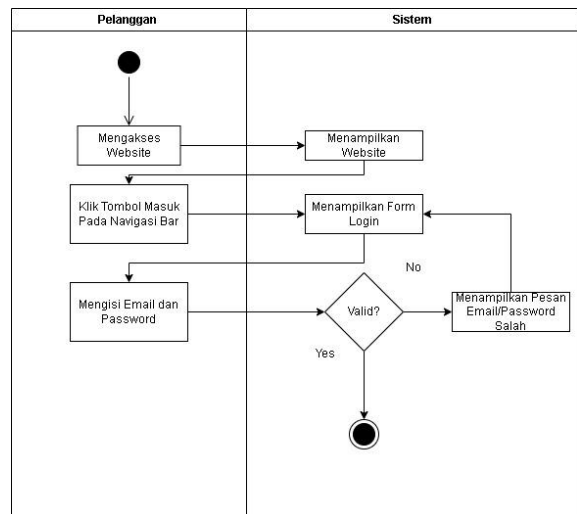 Pelanggan
Sistem
Mengakses
Website
Menampilkan
Website
Klik Tombol Masuk
Pada Navigasi Bar
Menampilkan Form
Login
No
Mengisi Email dan
Password
Valid?
Menampilkan Pesan
Email/Password
Salah
Yes